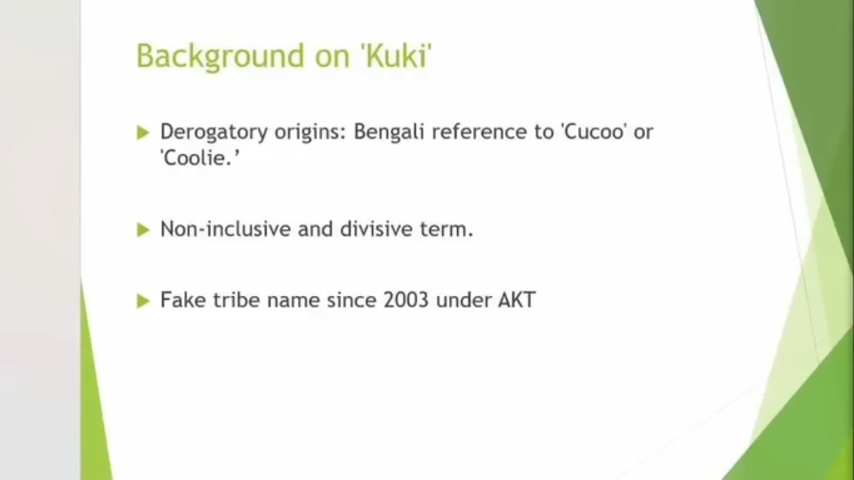 Background on 'Kuki'
Derogatory origins: Bengali reference to 'Cucoo' or
'Coolie.’
Non-inclusive and divisive term.
Fake tribe name since 2003 under AKT